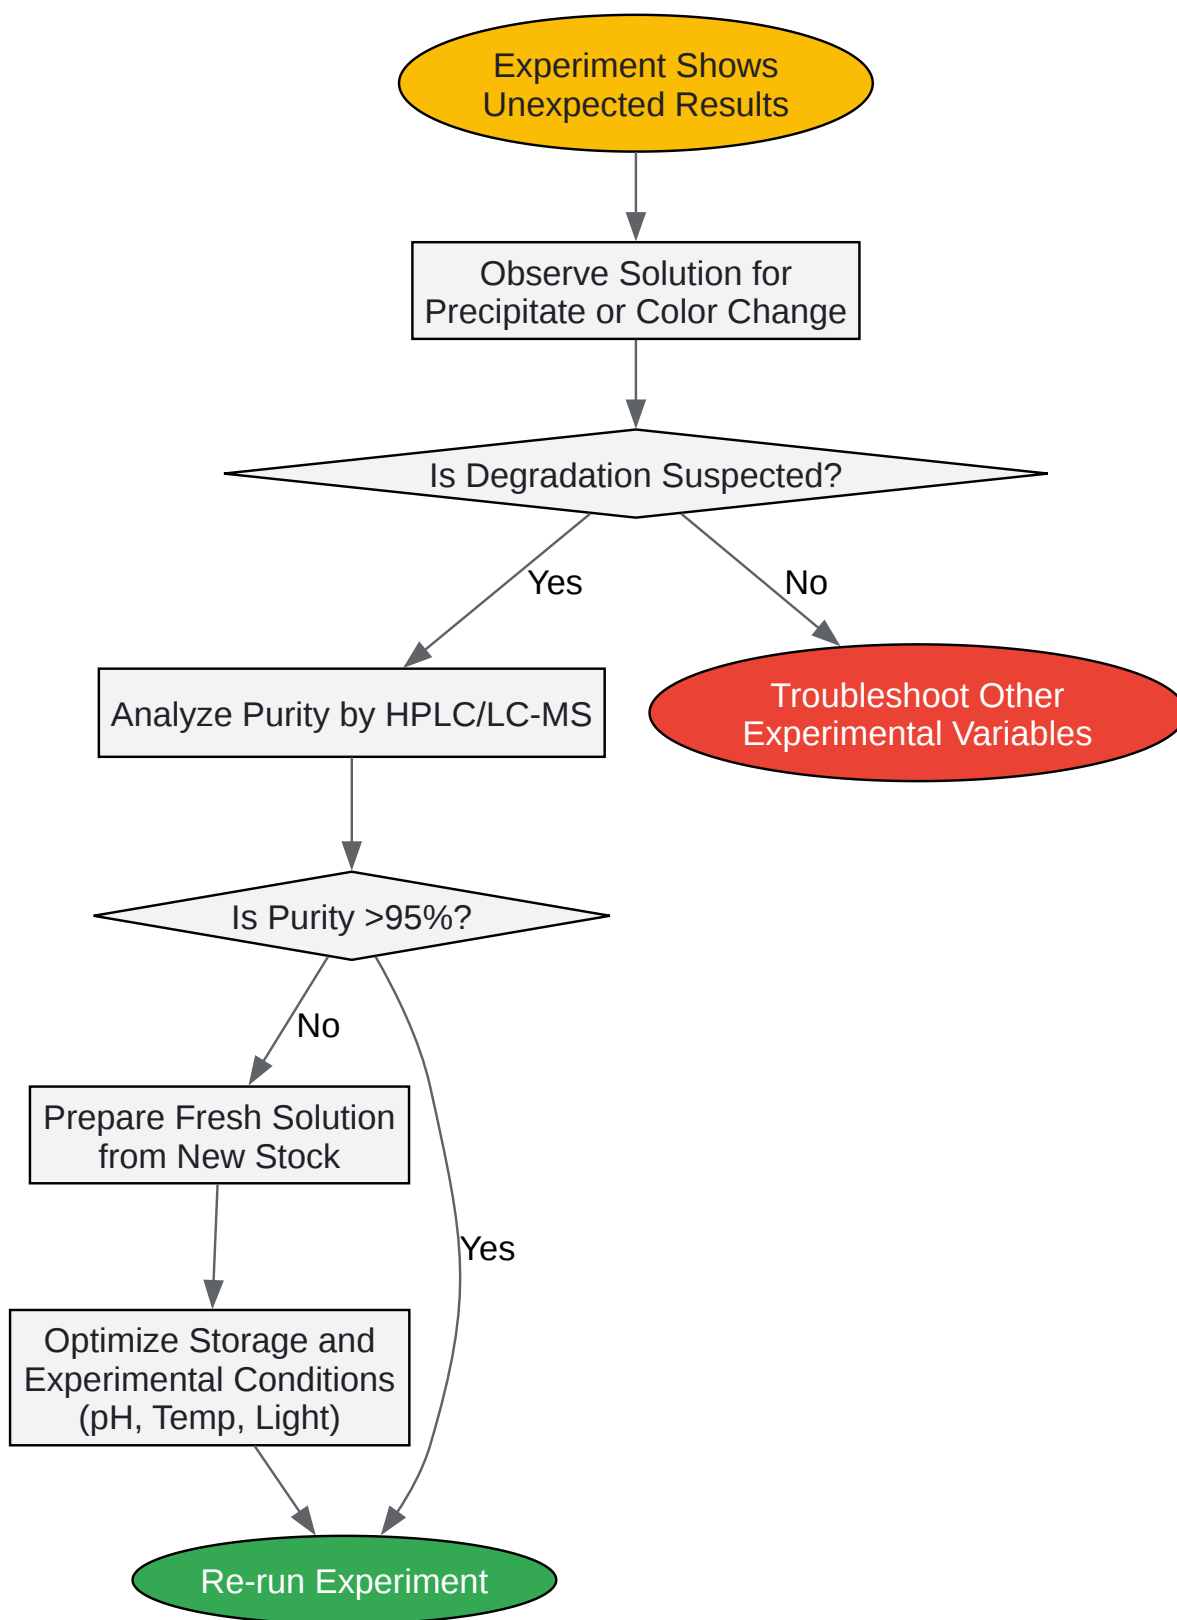 Experiment Shows
Unexpected Results
Observe Solution for
Precipitate or Color Change
Is Degradation Suspected?
Yes
No
Analyze Purity by HPLC/LC-MS
Troubleshoot Other
Experimental Variables
Is Purity >95%?
No
Prepare Fresh Solution
from New Stock
Yes
Optimize Storage and
Experimental Conditions
(pH, Temp, Light)
Re-run Experiment